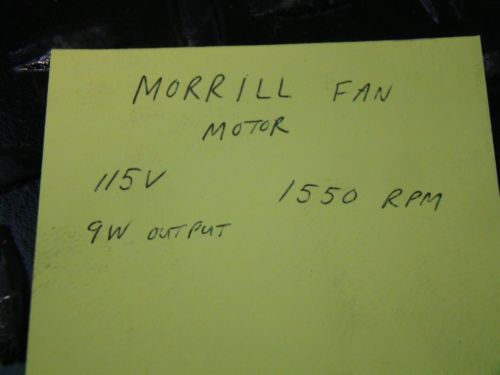 MORRILL FAN
MOTOR
115V
1550 RPM
9W OUTPUT